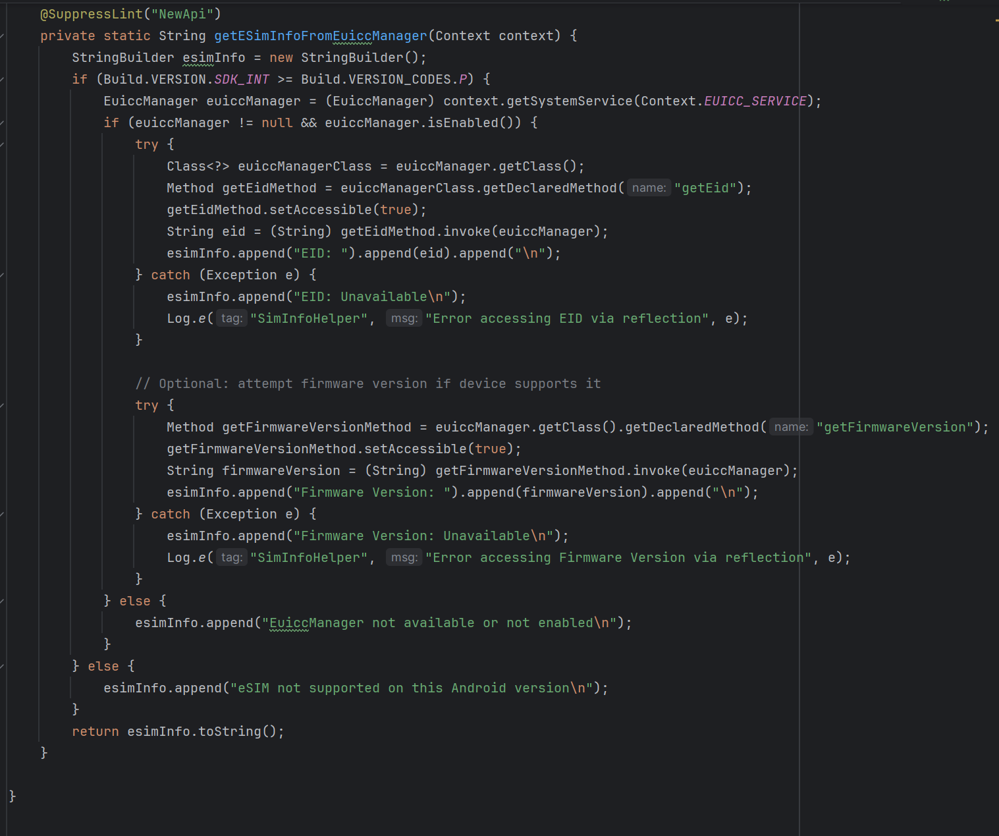 @SuppressLint("NewApi")
private static String getESimInfoFromEuiccManager(Context context) {
StringBuilder esimInfo = new StringBuilder();
if (Build.VERSION.SDK_INT >= Build.VERSION_CODES.P) {
EuiccManager euiccManager = (EuiccManager) context.getSystemService(Context.EUICC_SERVICE);
if (euiccManager != null && euiccManager.isEnabled()) {
try {
Class<?> euiccManagerClass = euiccManager.getClass();
Method getEidMethod = euiccManagerClass.getDeclaredMethod( name: "getEid");
getEidMethod.setAccessible(true);
String eid = (String) getEidMethod.invoke(euiccManager);
esimInfo.append("EID: ").append(eid).append("\n");
} catch (Exception e) {
esimInfo.append("EID: Unavailable\n");
Log.e( tag: "SimInfoHelper", msg: "Error accessing EID via reflection", e);
}
// Optional: attempt firmware version if device supports it
try {
Method getFirmwareVersionMethod = euiccManager.getClass().getDeclaredMethod( name: "getFirmwareVersion");
getFirmwareVersionMethod.setAccessible(true);
String firmwareVersion = (String) getFirmwareVersionMethod.invoke(euiccManager);
esimInfo.append("Firmware Version: ").append(firmwareVersion).append("\n");
} catch (Exception e) {
esimInfo.append("Firmware Version: Unavailable\n");
Log.e( tag: "SimInfoHelper", msg: "Error accessing Firmware Version via reflection", e);
}
} else {
esimInfo.append("EuiccManager not available or not enabled\n");
}
} else {
esimInfo.append("eSIM not supported on this Android version\n");
}
return esimInfo.toString();
}
}